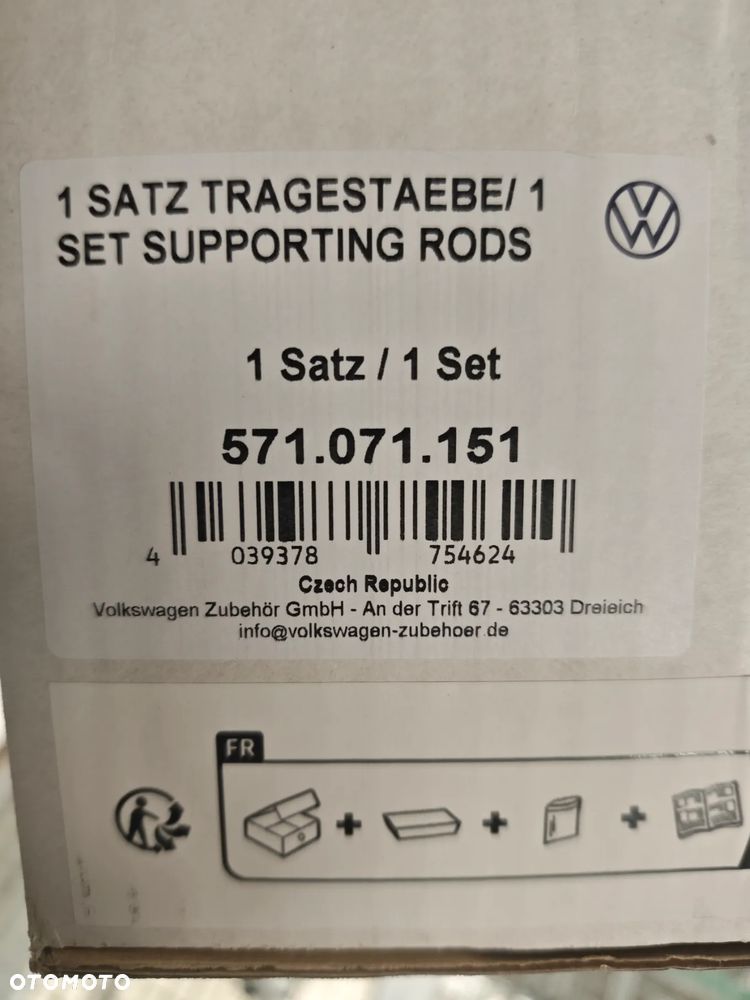 1 SATZ TRAGESTAEBE/ 1
SET SUPPORTING RODS
1 Satz / 1 Set
571.071.151
4 039378 754624
Czech Republic
Volkswagen Zubehör GmbH - An der Trift 67 - 63303 Dreieich
info@volkswagen-zubehoer.de
FR
OTOMOTO